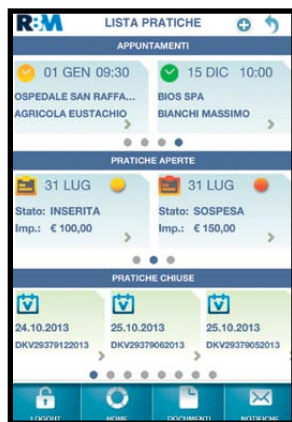 RBM LISTA PRATICHE
APPUNTAMENTI
01 GEN 09:30
OSPEDALE SAN RAFFA...
AGRICOLA EUSTACHIO
15 DIC 10:00
BIOS SPA
BIANCHI MASSIMO
PRATICHE APERTE
31 LUG
Stato: INSERITA
Imp.: € 100,00
31 LUG
Stato: SOSPESA
Imp.: € 150,00
PRATICHE CHIUSE
24.10.2013
DKV29379122013
25.10.2013
DKV29379062013
25.10.2013
DKV29379052013
LOGOUT HOME DOCUMENTI NOTIFICHE